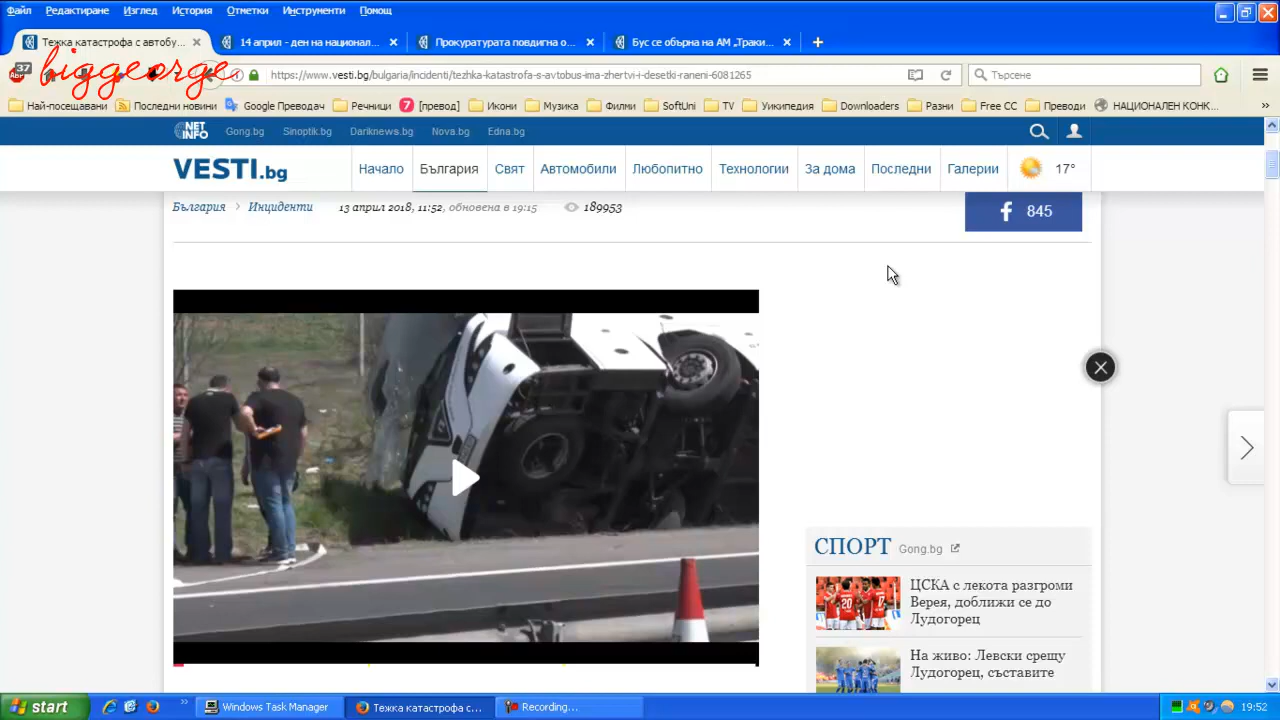 Файл Редактиране Изглед История Отметки Инструменти Помощ
Тежка катастрофа с автобу...
14 април - ден на национал...
Прокуратурата повдигна о...
Бус се обърна на АМ „Траки...
biggeorge
37
ABP
https://www.vesti.bg/bulgaria/incidenti/tezhka-katastrofa-s-avtobus-ima-zhertvi-i-desetki-raneni-6081265
Търсене
Най-посещавани Последни новини Google Преводач Речници 7 [превод] Икони Музика Филми SoftUni TV Уикипедия Downloaders Разни Free CC Преводи НАЦИОНАЛЕН КОНК...
NET INFO Gong.bg Sinoptik.bg Dariknews.bg Nova.bg Edna.bg
VESTI.bg Начало България Свят Автомобили Любопитно Технологии За дома Последни Галерии 17°
България Инциденти 13 април 2018, 11:52, обновена в 19:15 189953
845
СПОРТ Gong.bg
ЦСКА с лекота разгроми
Верея, доближи се до
Лудогорец
На живо: Левски срещу
Лудогорец, съставите
start Windows Task Manager Тежка катастрофа с... Recording... 19:52